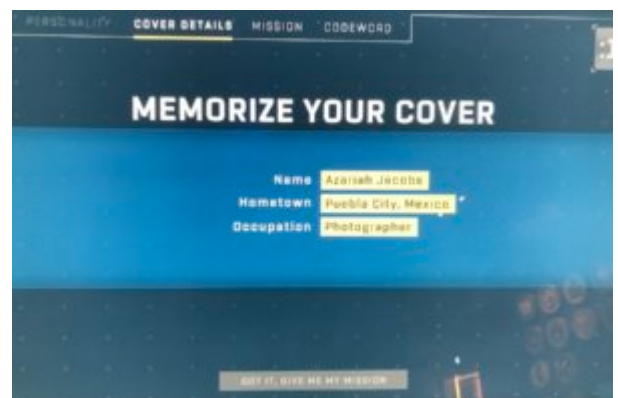 PERSONALITY COVER DETAILS MISSION CODEWORD
MEMORIZE YOUR COVER
Name Azariah Jacobs
Hometown Puebla City, Mexico
Occupation Photographer
GOT IT, GIVE ME MY MISSION